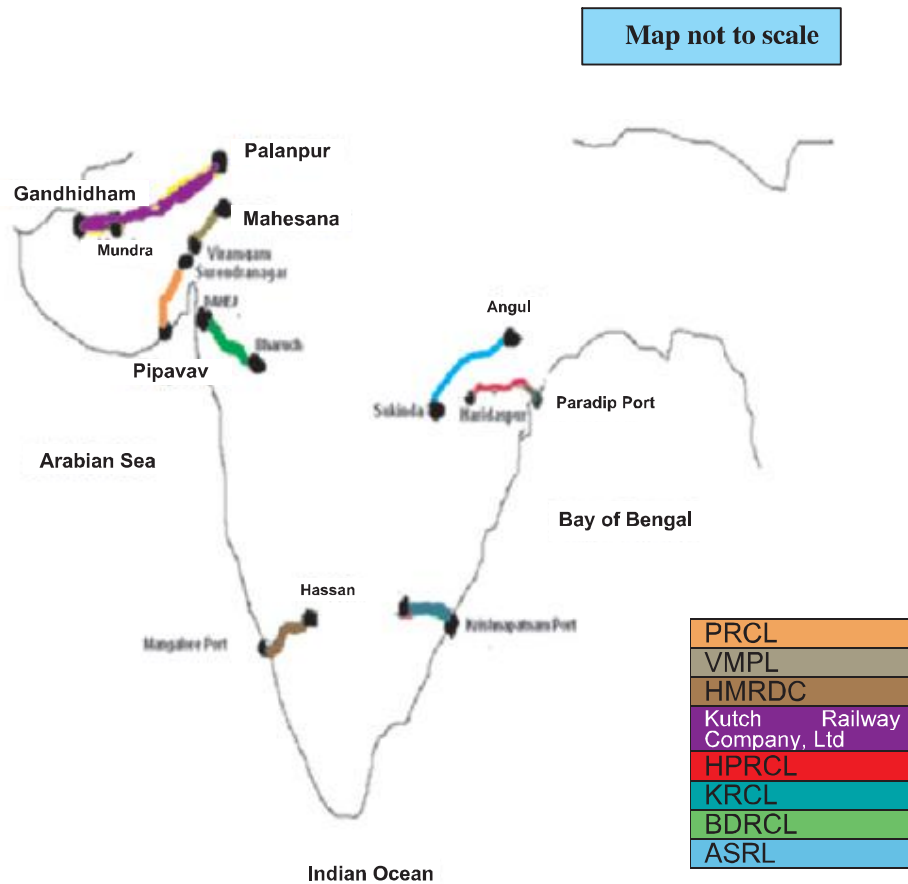 Map not to scale
Palanpur
Gandhidham
Mahesana
Mundra
Viramgam
Surendranagar
DAHEJ
Bharuch
Pipavav
Angul
Sukinda
Haridaspur
Paradip Port
Arabian Sea
Bay of Bengal
Hassan
Mangalore Port
Krishnapatnam Port
PRCL
VMPL
HMRDC
Kutch Railway
Company, Ltd
HPRCL
KRCL
BDRCL
ASRL
Indian Ocean